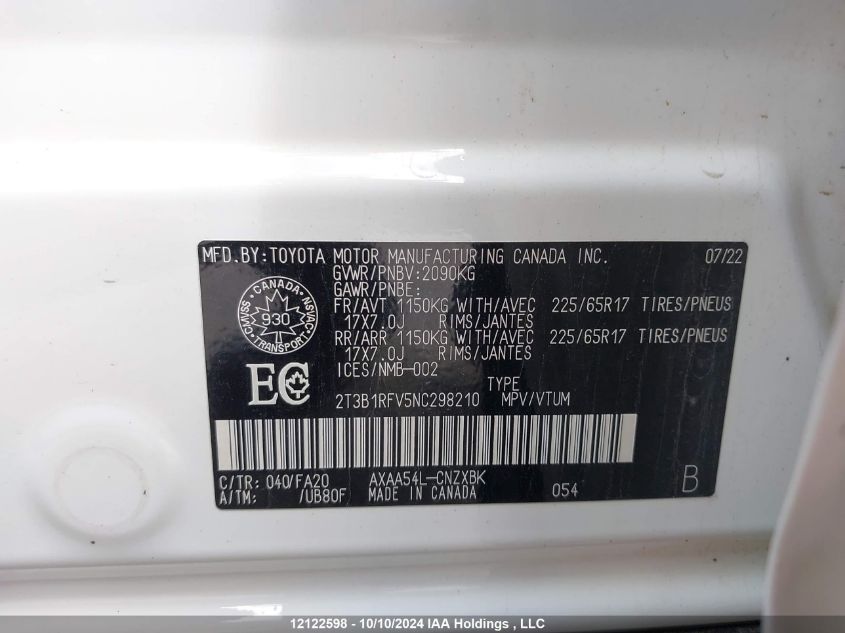 MFD.BY:TOYOTA MOTOR MANUFACTURING CANADA INC. 07/22
GVWR/PNBV:2090KG
GAWR/PNBE:
FR/AVT 1150KG WITH/AVEC 225/65R17 TIRES/PNEUS
17X7.0J RIMS/JANTES
RR/ARR 1150KG WITH/AVEC 225/65R17 TIRES/PNEUS
17X7.0J RIMS/JANTES
ICES/NMB-002
CANADA
CMVSS
930
NSVAC
TRANSPORT
EC
TYPE
2T3B1RFV5NC298210 MPV/VTUM
C/TR: 040/FA20 AXAA54L-CNZXBK
A/TM: /UB80F MADE IN CANADA 054 B
12122598 - 10/10/2024 IAA Holdings , LLC